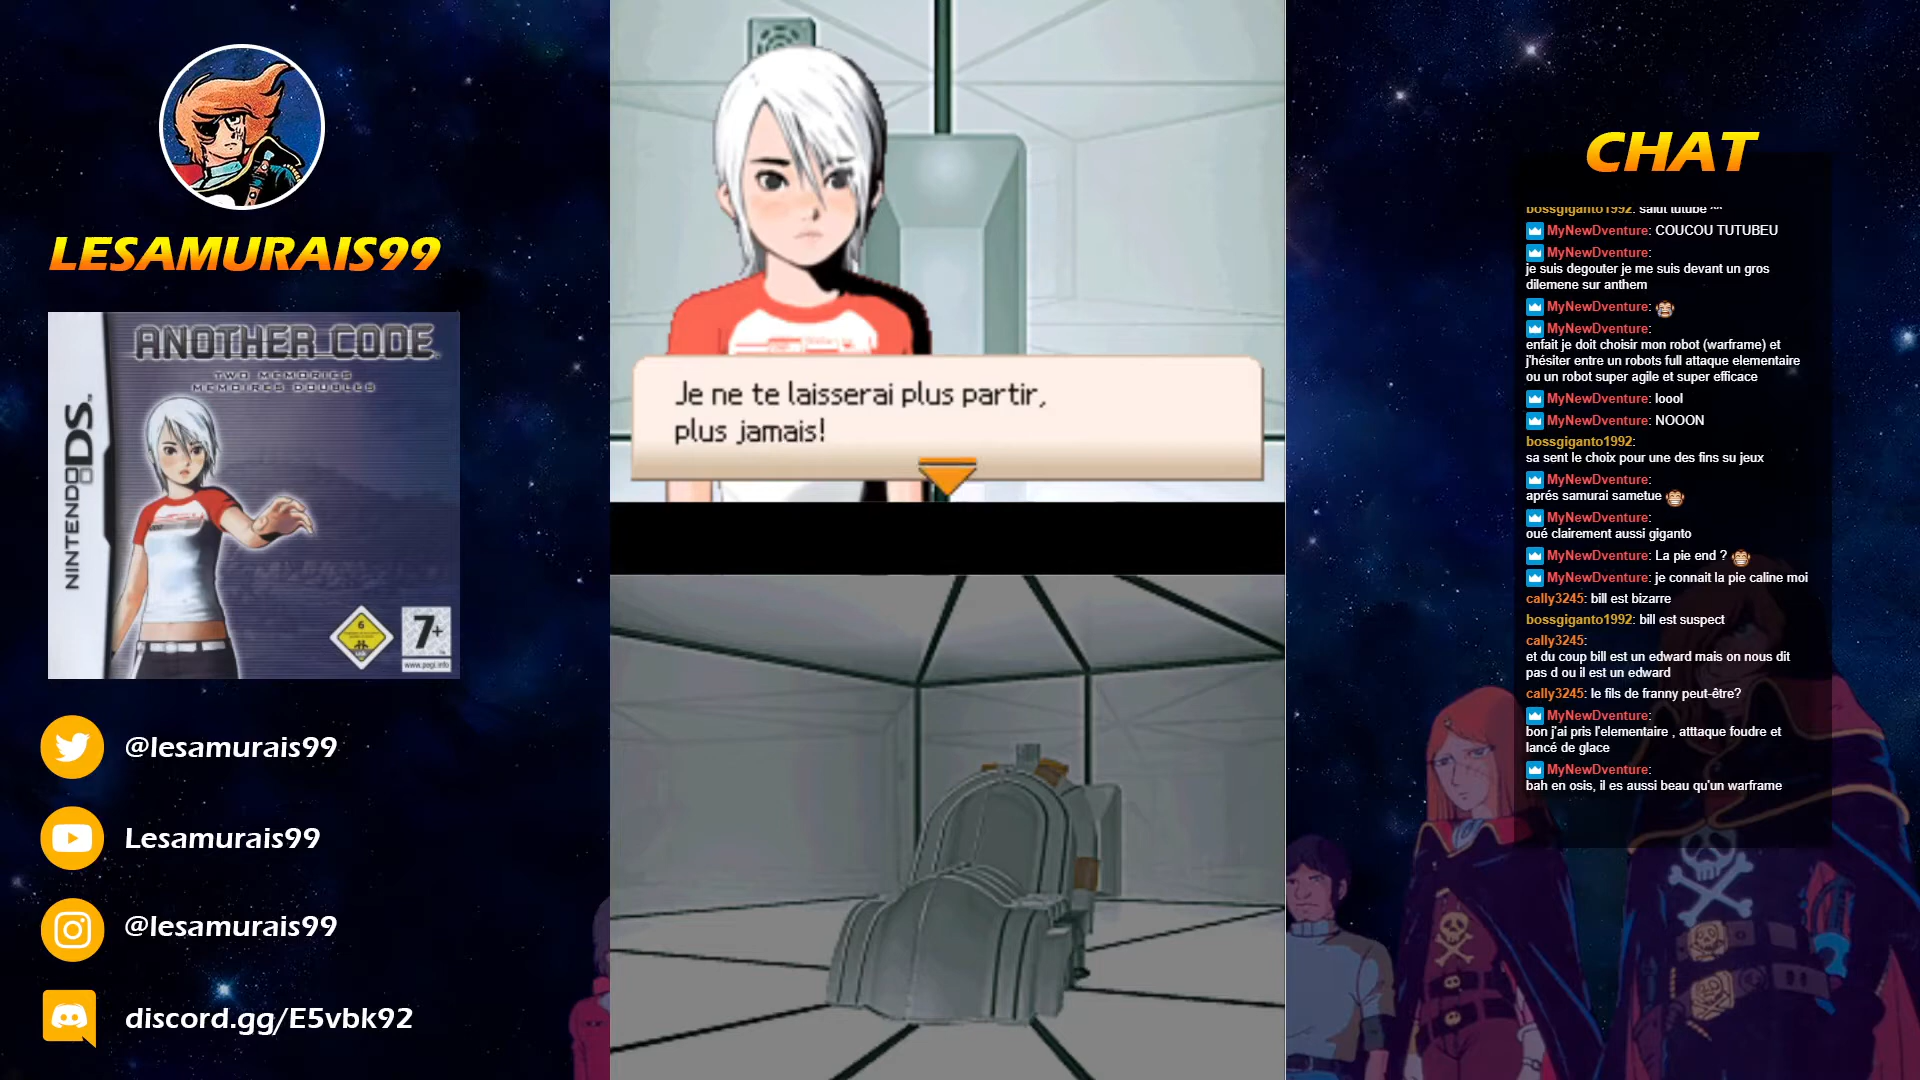 LESAMURAIS99
ANOTHER CODE
TWO MEMORIES
MEMOIRES DOUBLES
NINTENDO DS.
6
7+
www.pegi.info
@lesamurais99
Lesamurais99
@lesamurais99
discord.gg/E5vbk92
Je ne te laisserai plus partir,
plus jamais!
CHAT
bossgiganto1992: salut tutube ^^
MyNewDventure: COUCOU TUTUBEU
MyNewDventure:
je suis degouter je me suis devant un gros
dilemene sur anthem
MyNewDventure:
MyNewDventure:
enfait je doit choisir mon robot (warframe) et
j'hésiter entre un robots full attaque elementaire
ou un robot super agile et super efficace
MyNewDventure: loool
MyNewDventure: NOOON
bossgiganto1992:
sa sent le choix pour une des fins su jeux
MyNewDventure:
aprés samurai sametue
MyNewDventure:
oué clairement aussi giganto
MyNewDventure: La pie end ?
MyNewDventure: je connait la pie caline moi
cally3245: bill est bizarre
bossgiganto1992: bill est suspect
cally3245:
et du coup bill est un edward mais on nous dit
pas d ou il est un edward
cally3245: le fils de franny peut-être?
MyNewDventure:
bon j'ai pris l'elementaire , atttaque foudre et
lancé de glace
MyNewDventure:
bah en osis, il es aussi beau qu'un warframe